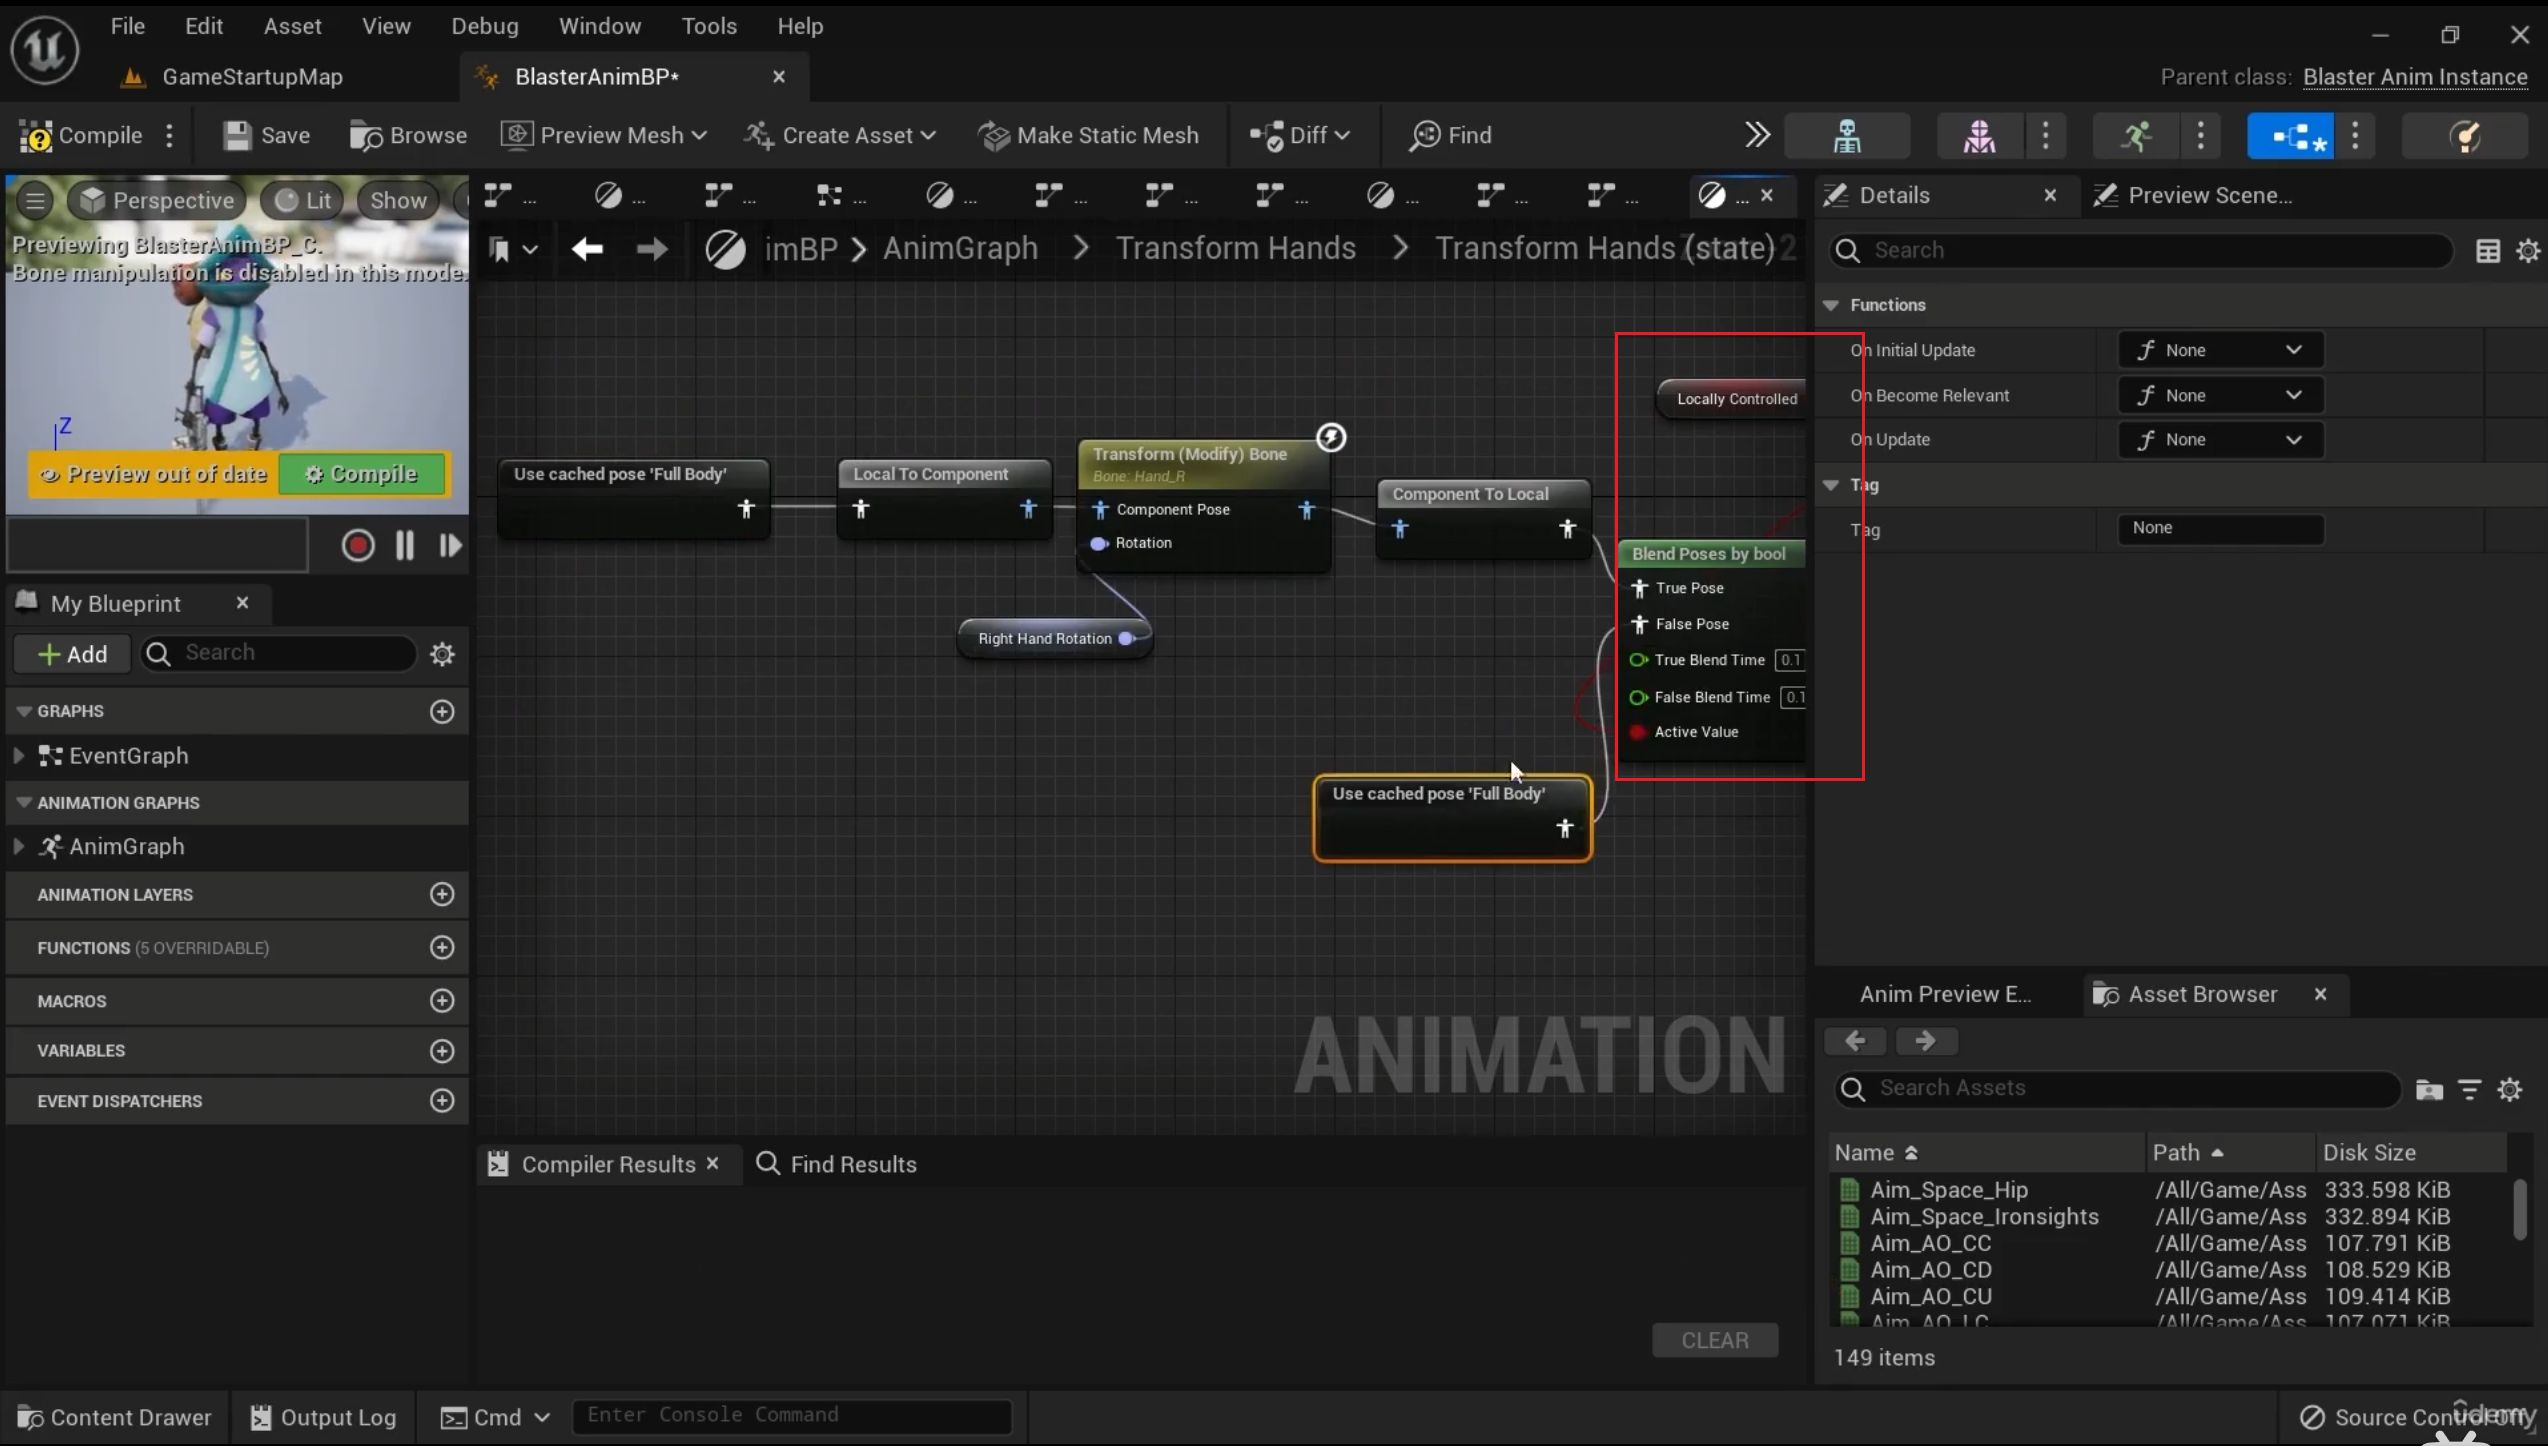 File Edit Asset View Debug Window Tools Help
GameStartupMap
BlasterAnimBP*
Parent class: Blaster Anim Instance
Compile Save Browse Preview Mesh Create Asset Make Static Mesh Diff Find
Perspective Lit Show
Previewing BlasterAnimBP_C.
Bone manipulation is disabled in this mode.
Z
Preview out of date Compile
... ... ... ... ... ... ... ... ... ... ... ...
imBP > AnimGraph > Transform Hands > Transform Hands (state)
Locally Controlled
Use cached pose 'Full Body'
Local To Component
Transform (Modify) Bone
Bone: Hand_R
Component Pose
Rotation
Component To Local
Right Hand Rotation
Blend Poses by bool
True Pose
False Pose
True Blend Time 0.1
False Blend Time 0.1
Active Value
Use cached pose 'Full Body'
ANIMATION
My Blueprint
Add Search
GRAPHS
EventGraph
ANIMATION GRAPHS
AnimGraph
ANIMATION LAYERS
FUNCTIONS (5 OVERRIDABLE)
MACROS
VARIABLES
EVENT DISPATCHERS
Compiler Results Find Results
CLEAR
Details Preview Scene...
Search
Functions
On Initial Update None
On Become Relevant None
On Update None
Tag
Tag None
Anim Preview E... Asset Browser
Search Assets
Name Path Disk Size
Aim_Space_Hip /All/Game/Ass 333.598 KiB
Aim_Space_Ironsights /All/Game/Ass 332.894 KiB
Aim_AO_CC /All/Game/Ass 107.791 KiB
Aim_AO_CD /All/Game/Ass 108.529 KiB
Aim_AO_CU /All/Game/Ass 109.414 KiB
Aim_AO_LC /All/Game/Ass 107.071 KiB
149 items
Content Drawer Output Log Cmd Enter Console Command
Source Control Off
ûdemy